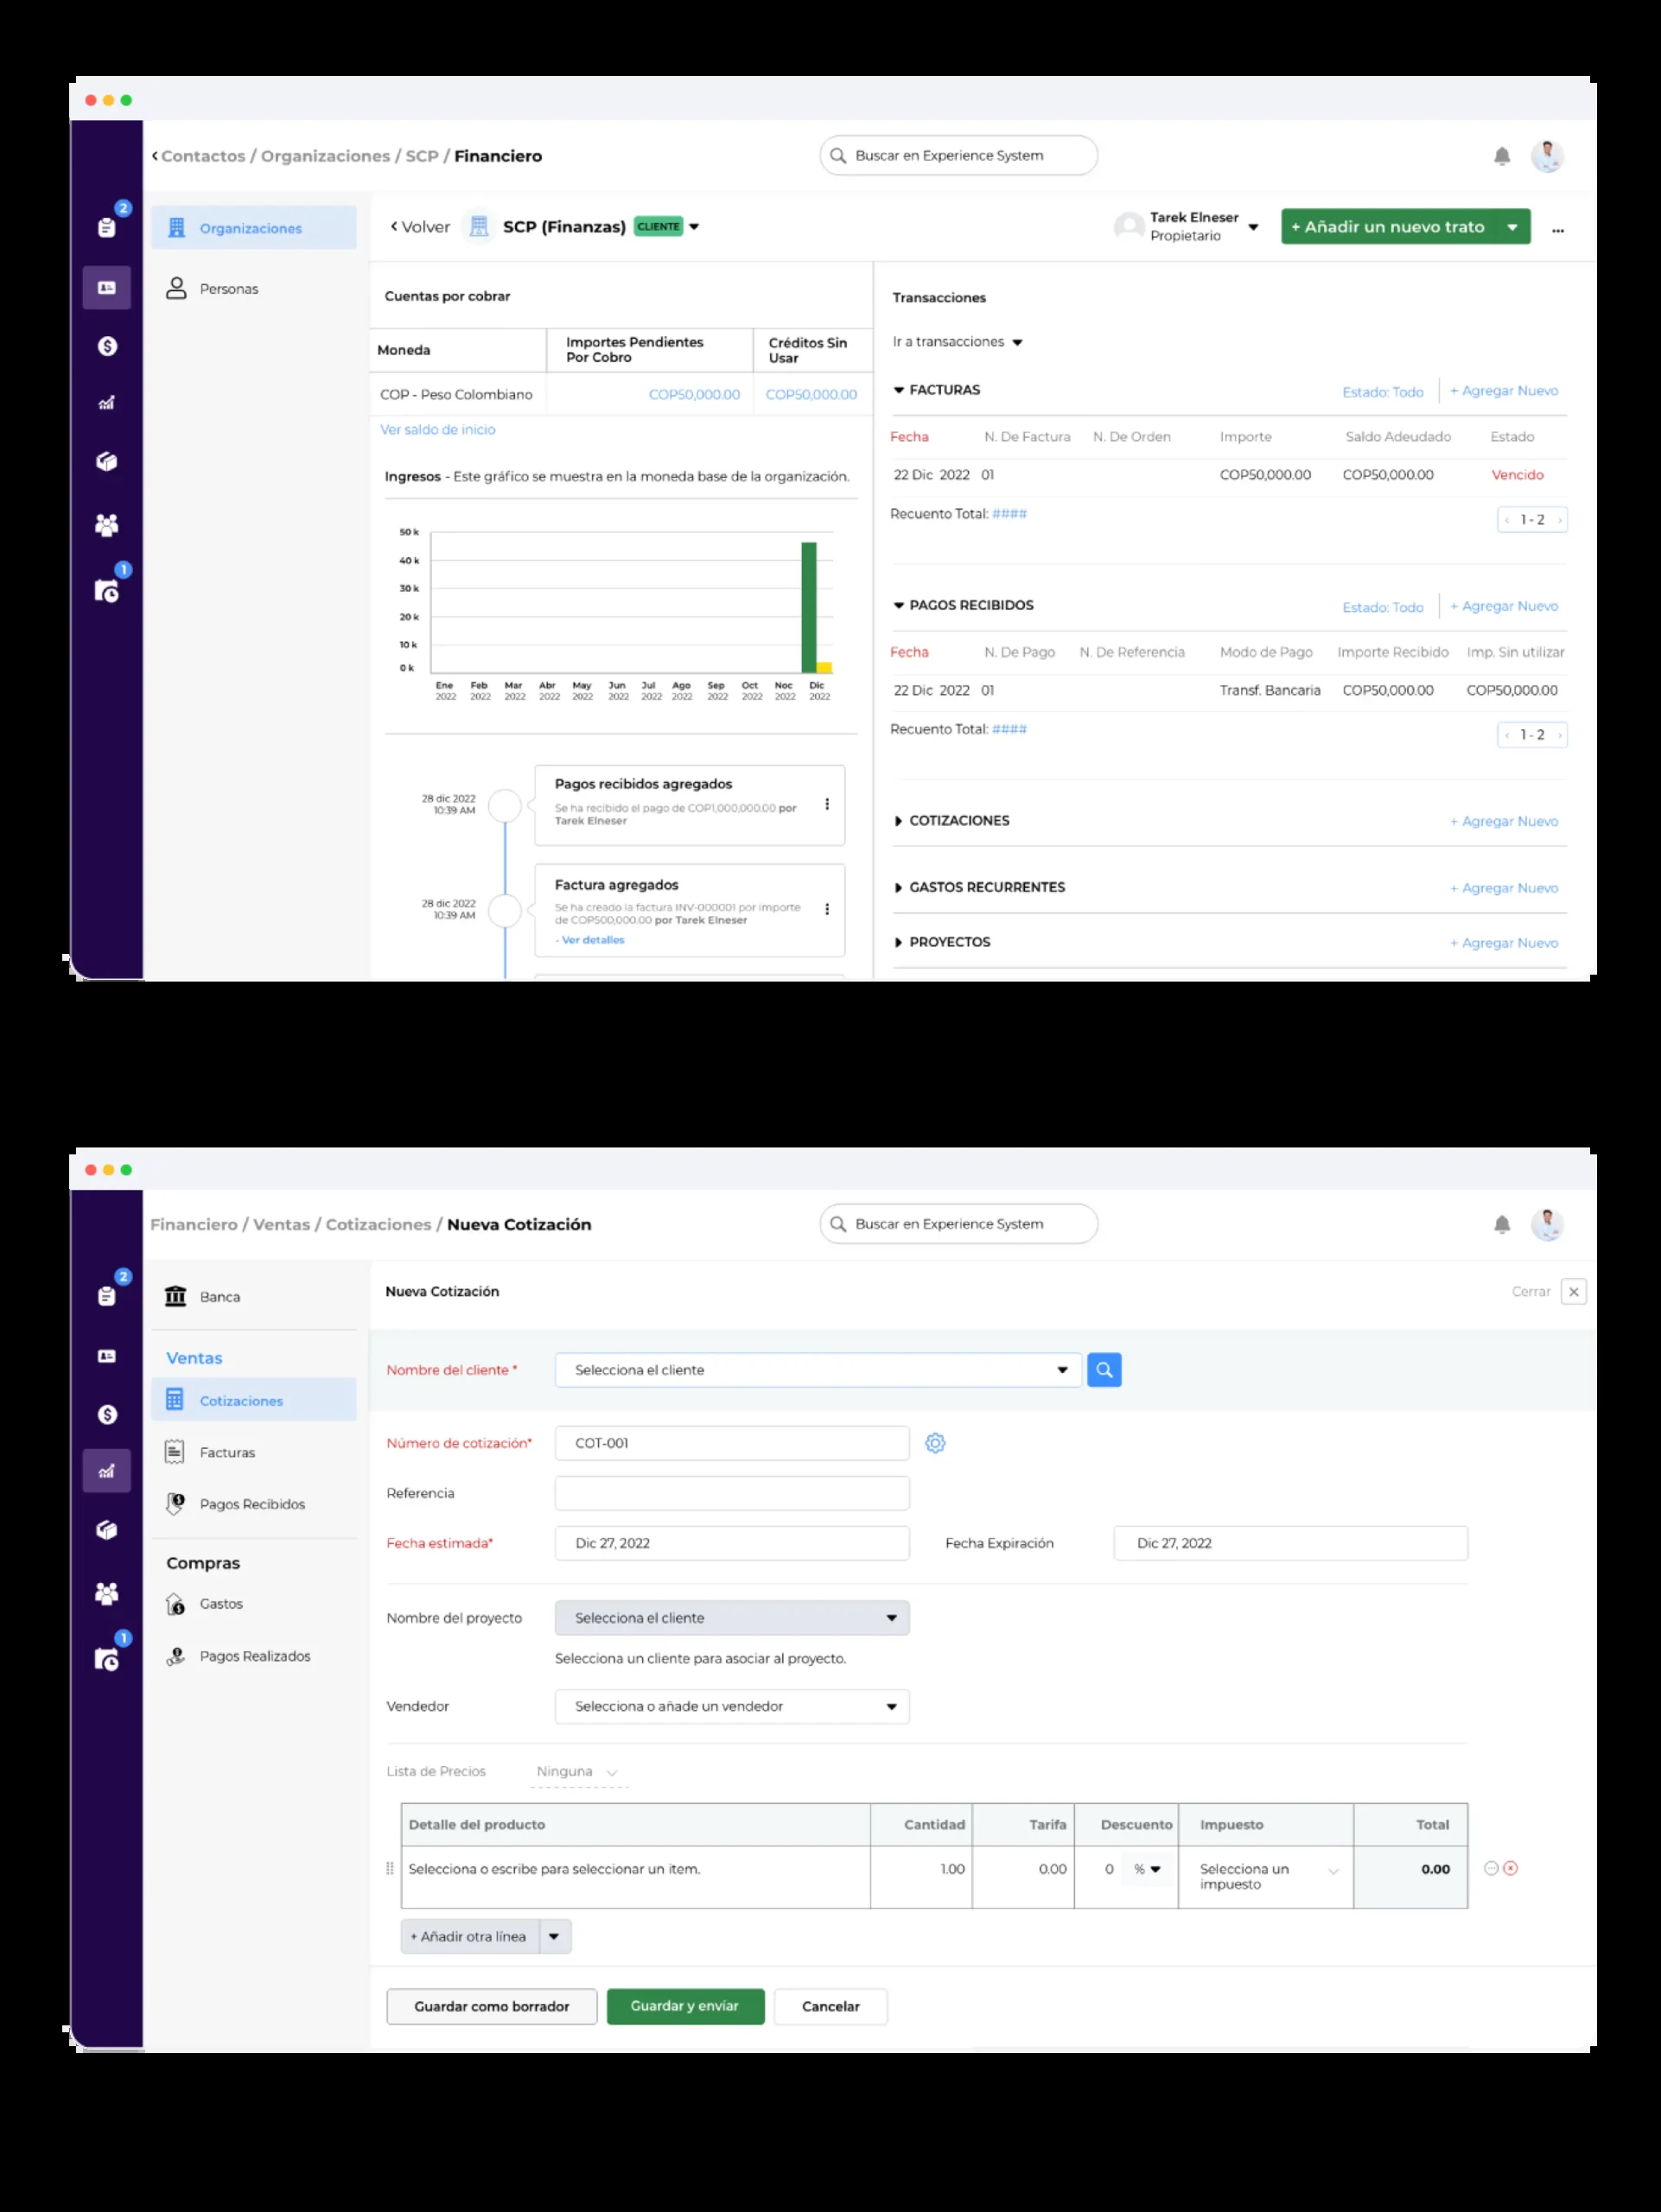 Contactos / Organizaciones / SCP / Financiero
Buscar en Experience System
2
Organizaciones
Personas
1
Volver
SCP (Finanzas)
CLIENTE
Tarek Elneser
Propietario
+ Añadir un nuevo trato
...
Cuentas por cobrar
Moneda
Importes Pendientes
Por Cobro
Créditos Sin
Usar
COP - Peso Colombiano
COP50,000.00
COP50,000.00
Ver saldo de inicio
Ingresos - Este gráfico se muestra en la moneda base de la organización.
50 k
40 k
30 k
20 k
10 k
0 k
Ene Feb Mar Abr May Jun Jul Ago Sep Oct Noc Dic
2022 2022 2022 2022 2022 2022 2022 2022 2022 2022 2022 2022
28 dic 2022
10:39 AM
Pagos recibidos agregados
Se ha recibido el pago de COP1,000,000.00 por
Tarek Elneser
28 dic 2022
10:39 AM
Factura agregados
Se ha creado la factura INV-000001 por importe
de COP500,000.00 por Tarek Elneser
- Ver detalles
Transacciones
Ir a transacciones
FACTURAS
Estado: Todo
+ Agregar Nuevo
Fecha N. De Factura N. De Orden Importe Saldo Adeudado Estado
22 Dic 2022 01 COP50,000.00 COP50,000.00 Vencido
Recuento Total: ####
‹ 1 - 2 ›
PAGOS RECIBIDOS
Estado: Todo
+ Agregar Nuevo
Fecha N. De Pago N. De Referencia Modo de Pago Importe Recibido Imp. Sin utilizar
22 Dic 2022 01 Transf. Bancaria COP50,000.00 COP50,000.00
Recuento Total: ####
‹ 1 - 2 ›
COTIZACIONES
+ Agregar Nuevo
GASTOS RECURRENTES
+ Agregar Nuevo
PROYECTOS
+ Agregar Nuevo
Financiero / Ventas / Cotizaciones / Nueva Cotización
Buscar en Experience System
2
1
Banca
Ventas
Cotizaciones
Facturas
Pagos Recibidos
Compras
Gastos
Pagos Realizados
Nueva Cotización
Cerrar
Nombre del cliente *
Selecciona el cliente
Número de cotización*
COT-001
Referencia
Fecha estimada*
Dic 27, 2022
Fecha Expiración
Dic 27, 2022
Nombre del proyecto
Selecciona el cliente
Selecciona un cliente para asociar al proyecto.
Vendedor
Selecciona o añade un vendedor
Lista de Precios
Ninguna
Detalle del producto Cantidad Tarifa Descuento Impuesto Total
Selecciona o escribe para seleccionar un item. 1.00 0.00 0 % Selecciona un 0.00
impuesto
+ Añadir otra línea
Guardar como borrador
Guardar y envíar
Cancelar